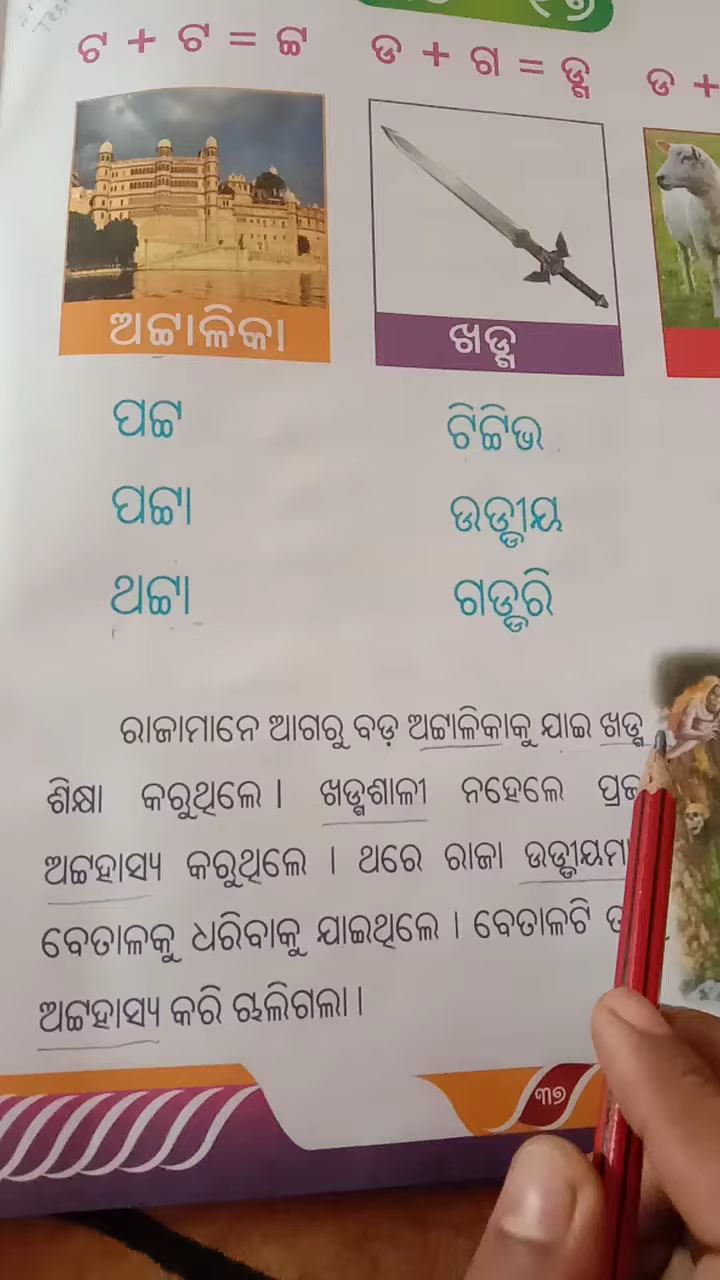 ଟ + ଟ = ଟ୍ଟ ଡ + ଗ = ଡ୍ଗ ଡ +
ଅଟ୍ଟାଳିକା ଖଡ୍ଗ
ପଟ୍ଟ ଟିଟ୍ଟିଭ
ପଟ୍ଟା ଉଡ୍ଡୀୟ
ଥଟ୍ଟା ଗଡ୍ଡରି
ରାଜାମାନେ ଆଗରୁ ବଡ଼ ଅଟ୍ଟାଳିକାକୁ ଯାଇ ଖଡ୍ଗ
ଶିକ୍ଷା କରୁଥିଲେ । ଖଡ୍ଗଶାଳୀ ନହେଲେ
ଅଟ୍ଟହାସ୍ୟ କରୁଥିଲେ । ଥରେ ରାଜା
ବେତାଳକୁ ଧରିବାକୁ ଯାଇଥିଲେ । ବେତାଳଟି
ଅଟ୍ଟହାସ୍ୟ କରି ଚାଲିଗଲା ।
୩୭